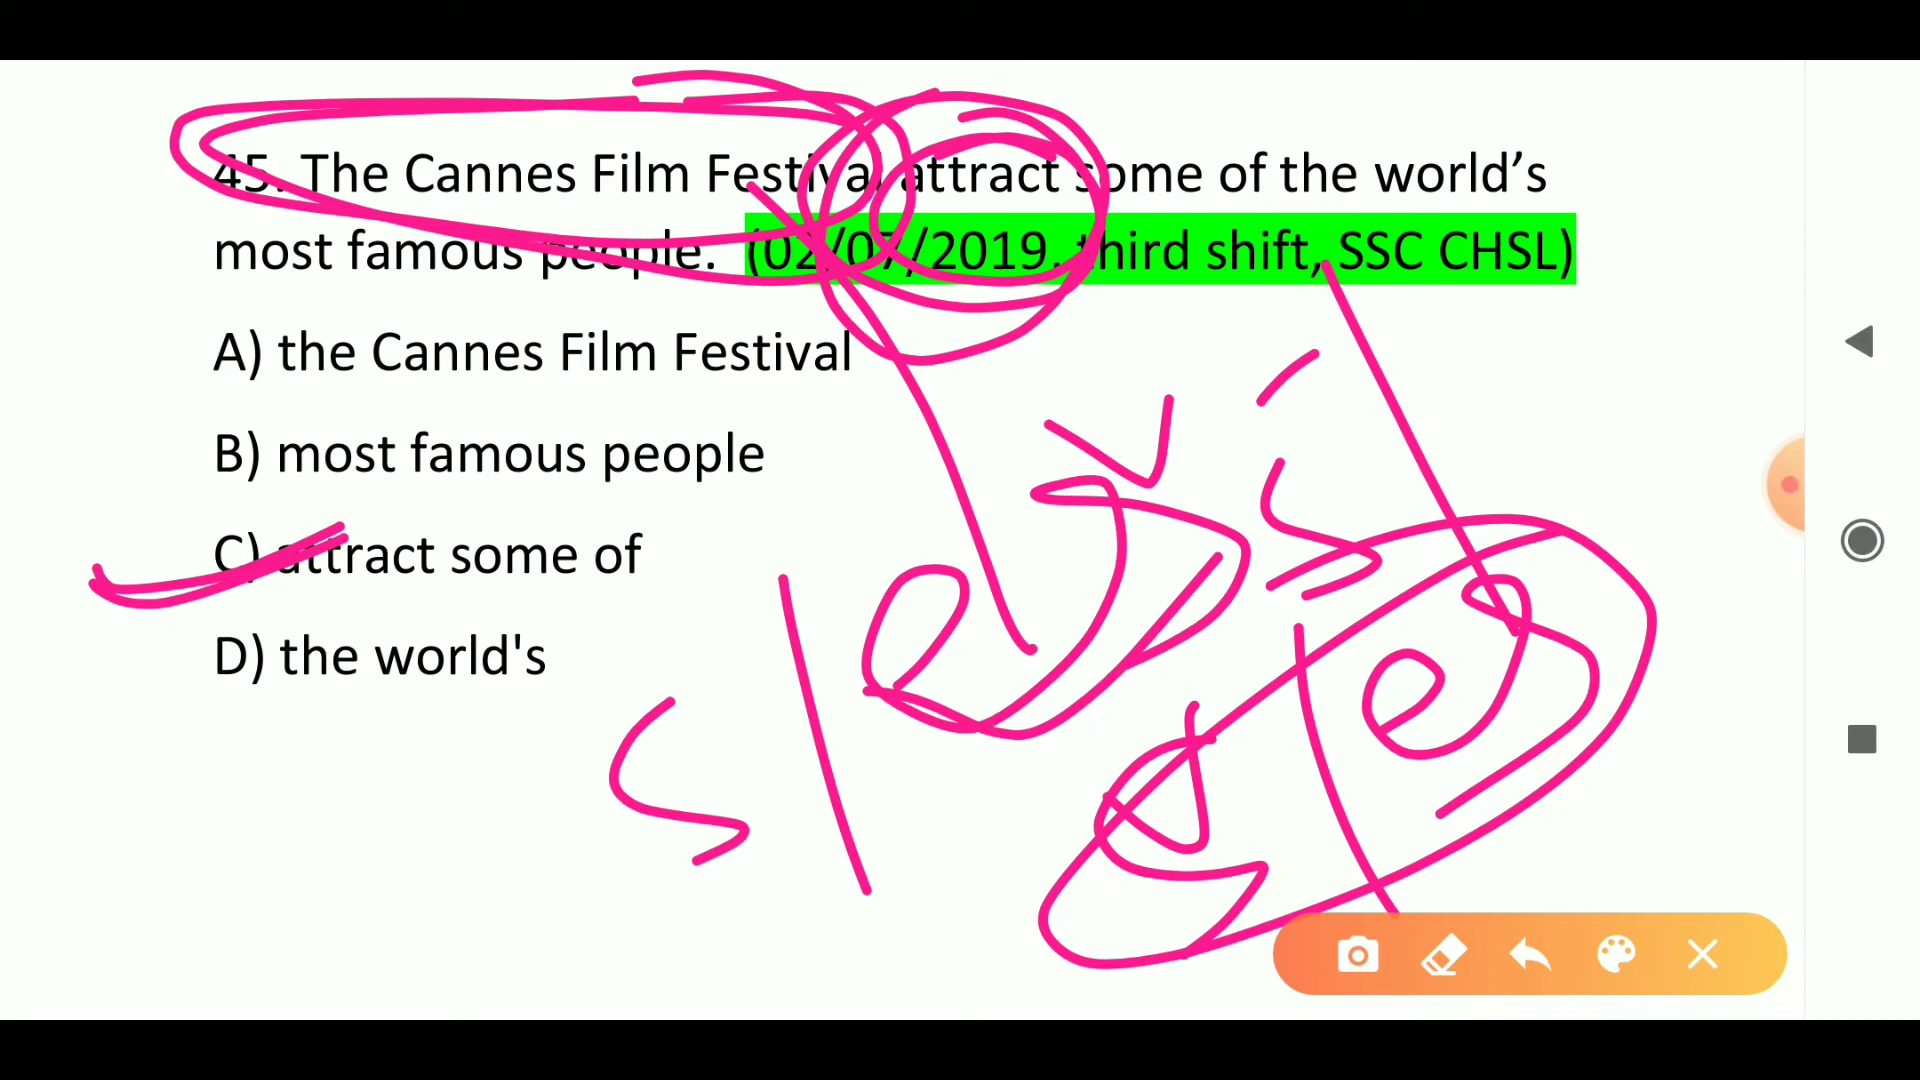 45. The Cannes Film Festival attract some of the world’s
most famous people. (02/07/2019, third shift, SSC CHSL)
A) the Cannes Film Festival
B) most famous people
C) attract some of
D) the world's